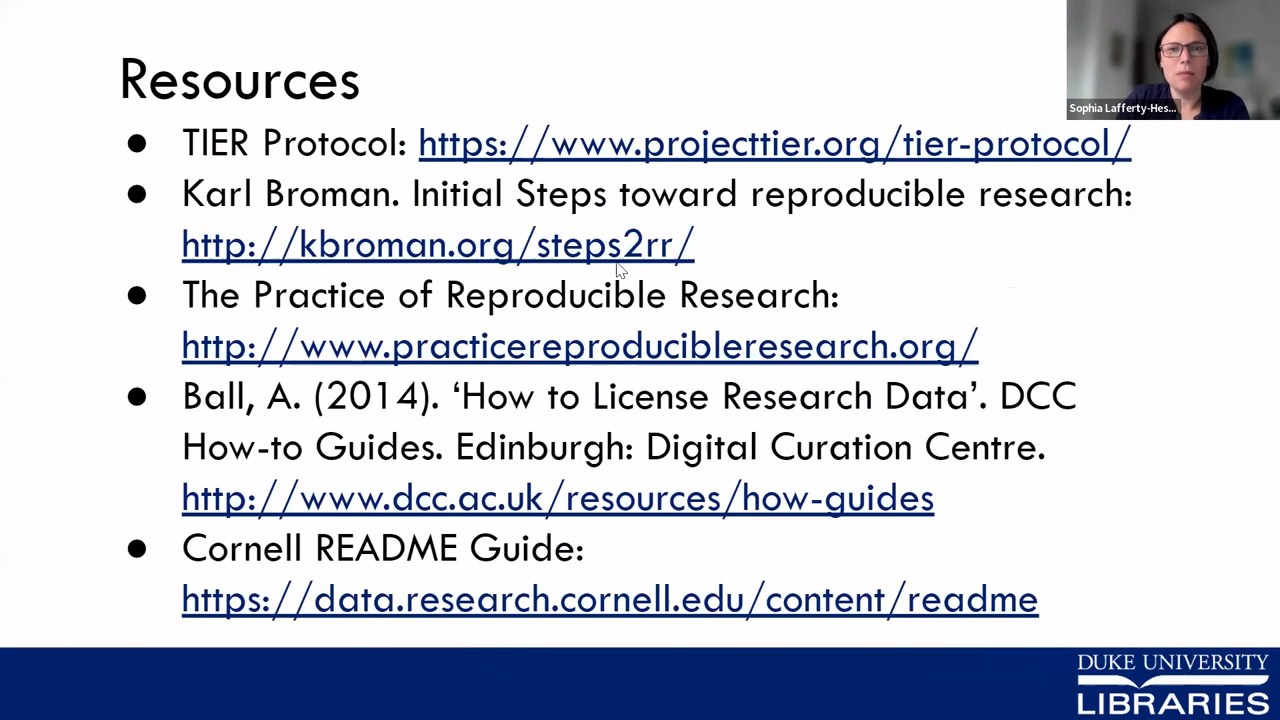 Resources
Sophia Lafferty-Hes...
● TIER Protocol: https://www.projecttier.org/tier-protocol/
● Karl Broman. Initial Steps toward reproducible research:
http://kbroman.org/steps2rr/
● The Practice of Reproducible Research:
http://www.practicereproducibleresearch.org/
● Ball, A. (2014). ‘How to License Research Data’. DCC
How-to Guides. Edinburgh: Digital Curation Centre.
http://www.dcc.ac.uk/resources/how-guides
● Cornell README Guide:
https://data.research.cornell.edu/content/readme
DUKE UNIVERSITY
LIBRARIES